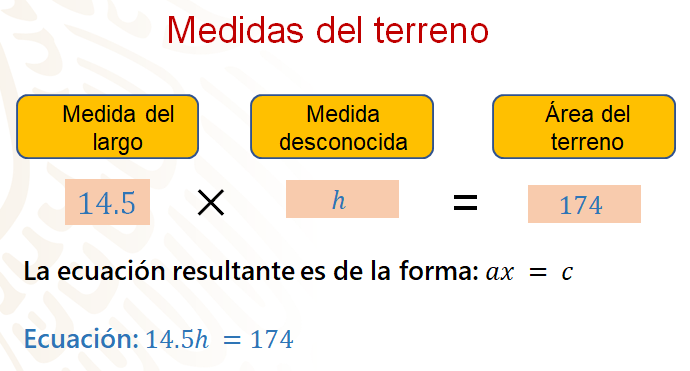 Medidas del terreno
Medida del
largo
Medida
desconocida
Área del
terreno
14.5 × h = 174
La ecuación resultante es de la forma: ax = c
Ecuación: 14.5h = 174